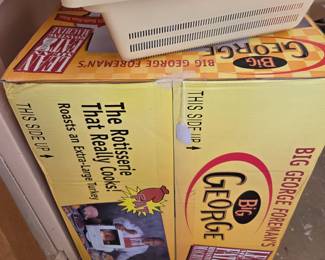 BIG
GEORGE
BIG GEORGE FOREMAN'S
THIS SIDE UP
The Rotisserie
That Really Cooks!
Roasts an Extra-Large Turkey
THIS SIDE UP
BIG
GEORGE
BIG GEORGE FOREMAN'S